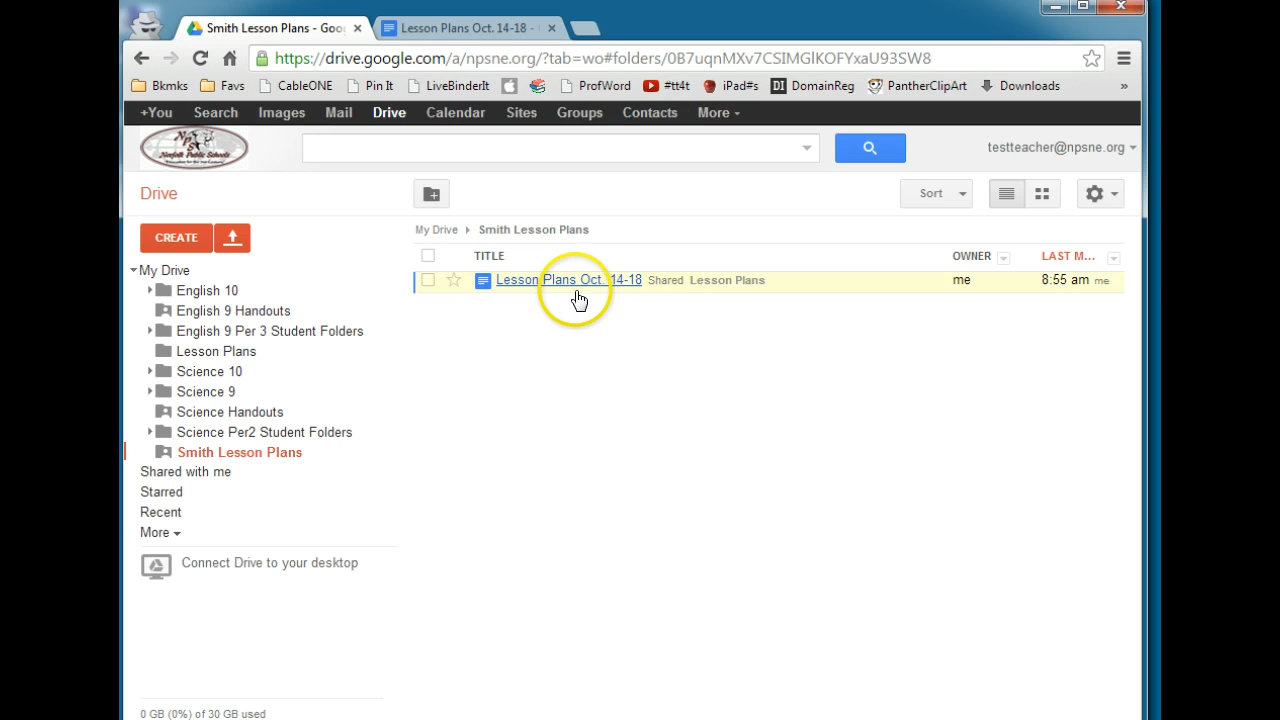 Smith Lesson Plans - Goo
Lesson Plans Oct. 14-18 -
https://drive.google.com/a/npsne.org/?tab=wo#folders/0B7uqnMXv7CSIMGlKOFYxaU93SW8
Bkmks Favs CableONE Pin It LiveBinderIt ProfWord #tt4t iPad#s DI DomainReg PantherClipArt Downloads »
+You Search Images Mail Drive Calendar Sites Groups Contacts More
NPS
Norfolk Public Schools
testteacher@npsne.org
Drive
Sort
CREATE
My Drive Smith Lesson Plans
TITLE OWNER LAST M...
Lesson Plans Oct. 14-18 Shared Lesson Plans me 8:55 am me
My Drive
English 10
English 9 Handouts
English 9 Per 3 Student Folders
Lesson Plans
Science 10
Science 9
Science Handouts
Science Per2 Student Folders
Smith Lesson Plans
Shared with me
Starred
Recent
More
Connect Drive to your desktop
0 GB (0%) of 30 GB used